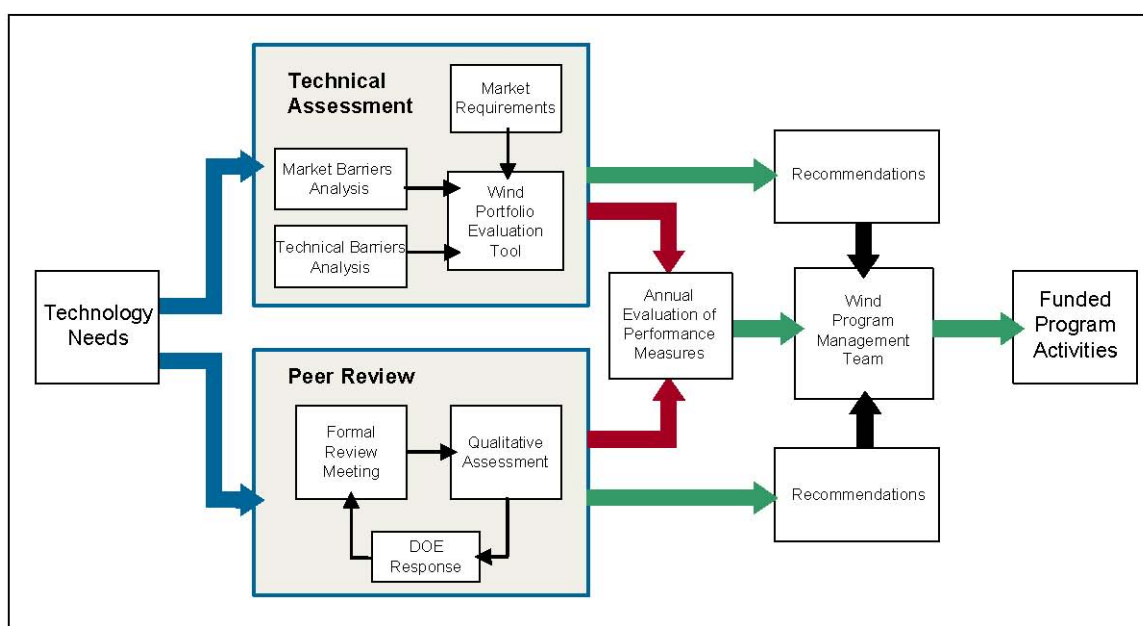 Technical
Assessment
Market
Requirements
Market Barriers
Analysis
Wind
Portfolio
Evaluation
Tool
Technical Barriers
Analysis
Recommendations
Technology
Needs
Annual
Evaluation of
Performance
Measures
Wind
Program
Management
Team
Funded
Program
Activities
Peer Review
Formal
Review
Meeting
Qualitative
Assessment
DOE
Response
Recommendations